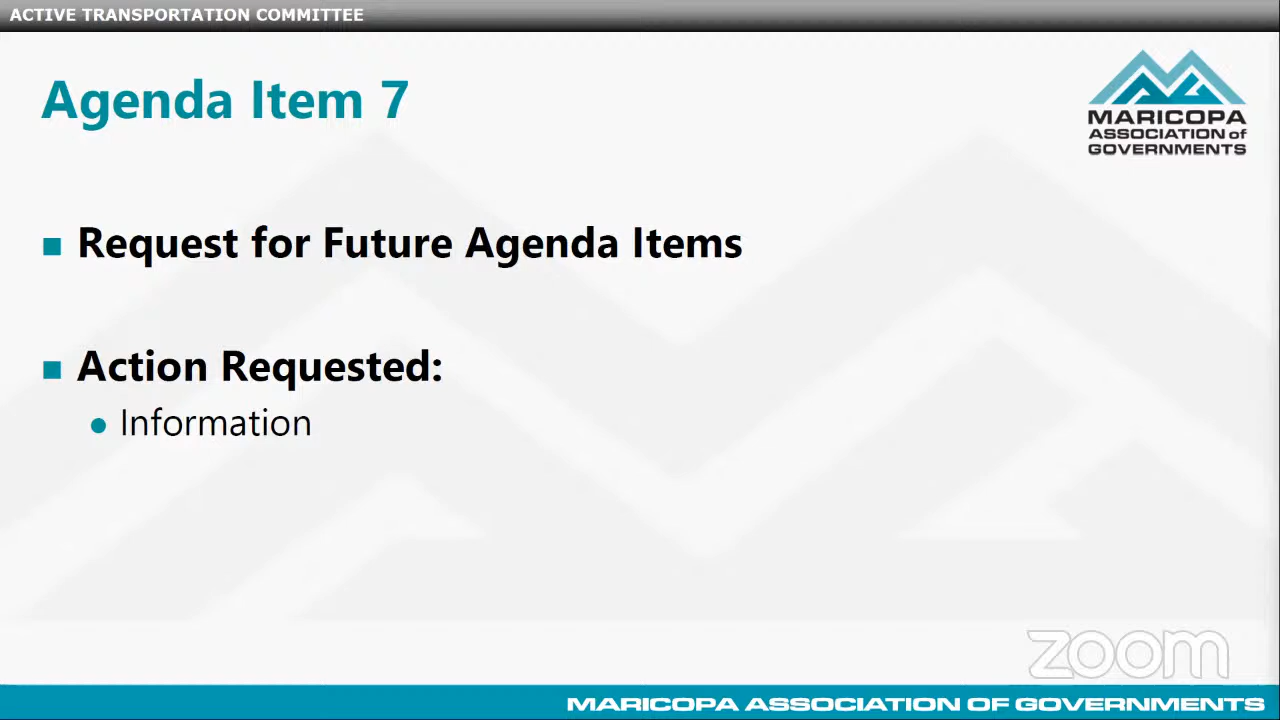 ACTIVE TRANSPORTATION COMMITTEE
Agenda Item 7
MARICOPA
ASSOCIATION of
GOVERNMENTS
Request for Future Agenda Items
Action Requested:
Information
zoom
MARICOPA ASSOCIATION OF GOVERNMENTS